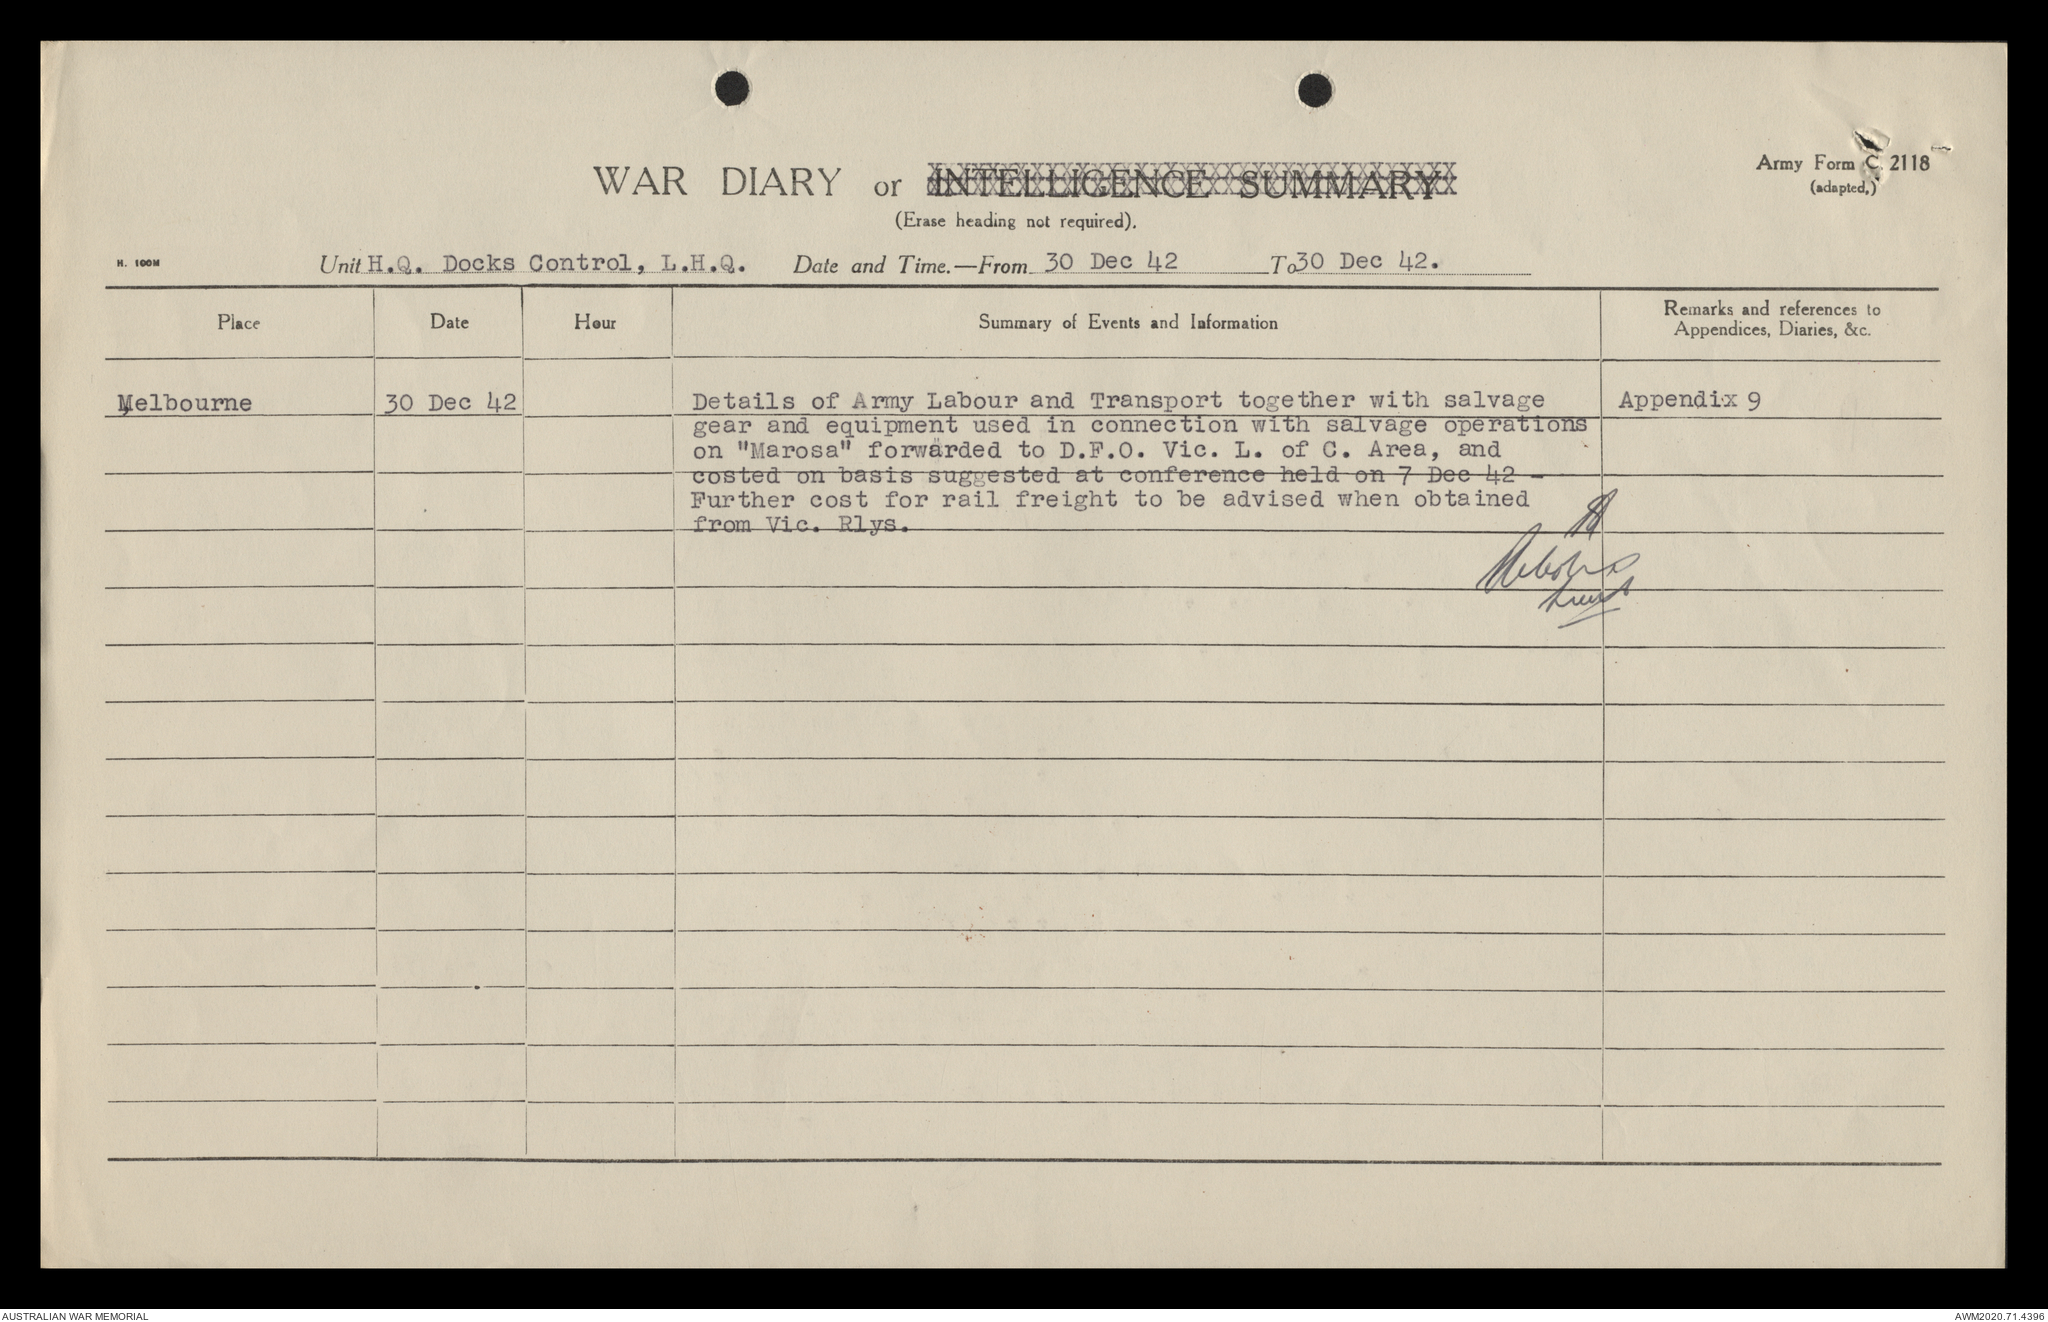 Army Form C. 2118
(adapted.)
WAR DIARY or INTELLIGENCE SUMMARY
(Erase heading not required).
H. 100M
Unit H.Q. Docks Control, L.H.Q. Date and Time.—From 30 Dec 42 To 30 Dec 42.
Place Date Hour Summary of Events and Information Remarks and references to
Appendices, Diaries, &c.
Melbourne 30 Dec 42 Details of Army Labour and Transport together with salvage Appendix 9
gear and equipment used in connection with salvage operations
on "Marosa" forwarded to D.F.O. Vic. L. of C. Area, and
costed on basis suggested at conference held on 7 Dec 42 -
Further cost for rail freight to be advised when obtained
from Vic. Rlys.
AUSTRALIAN WAR MEMORIAL
AWM2020.71.4396